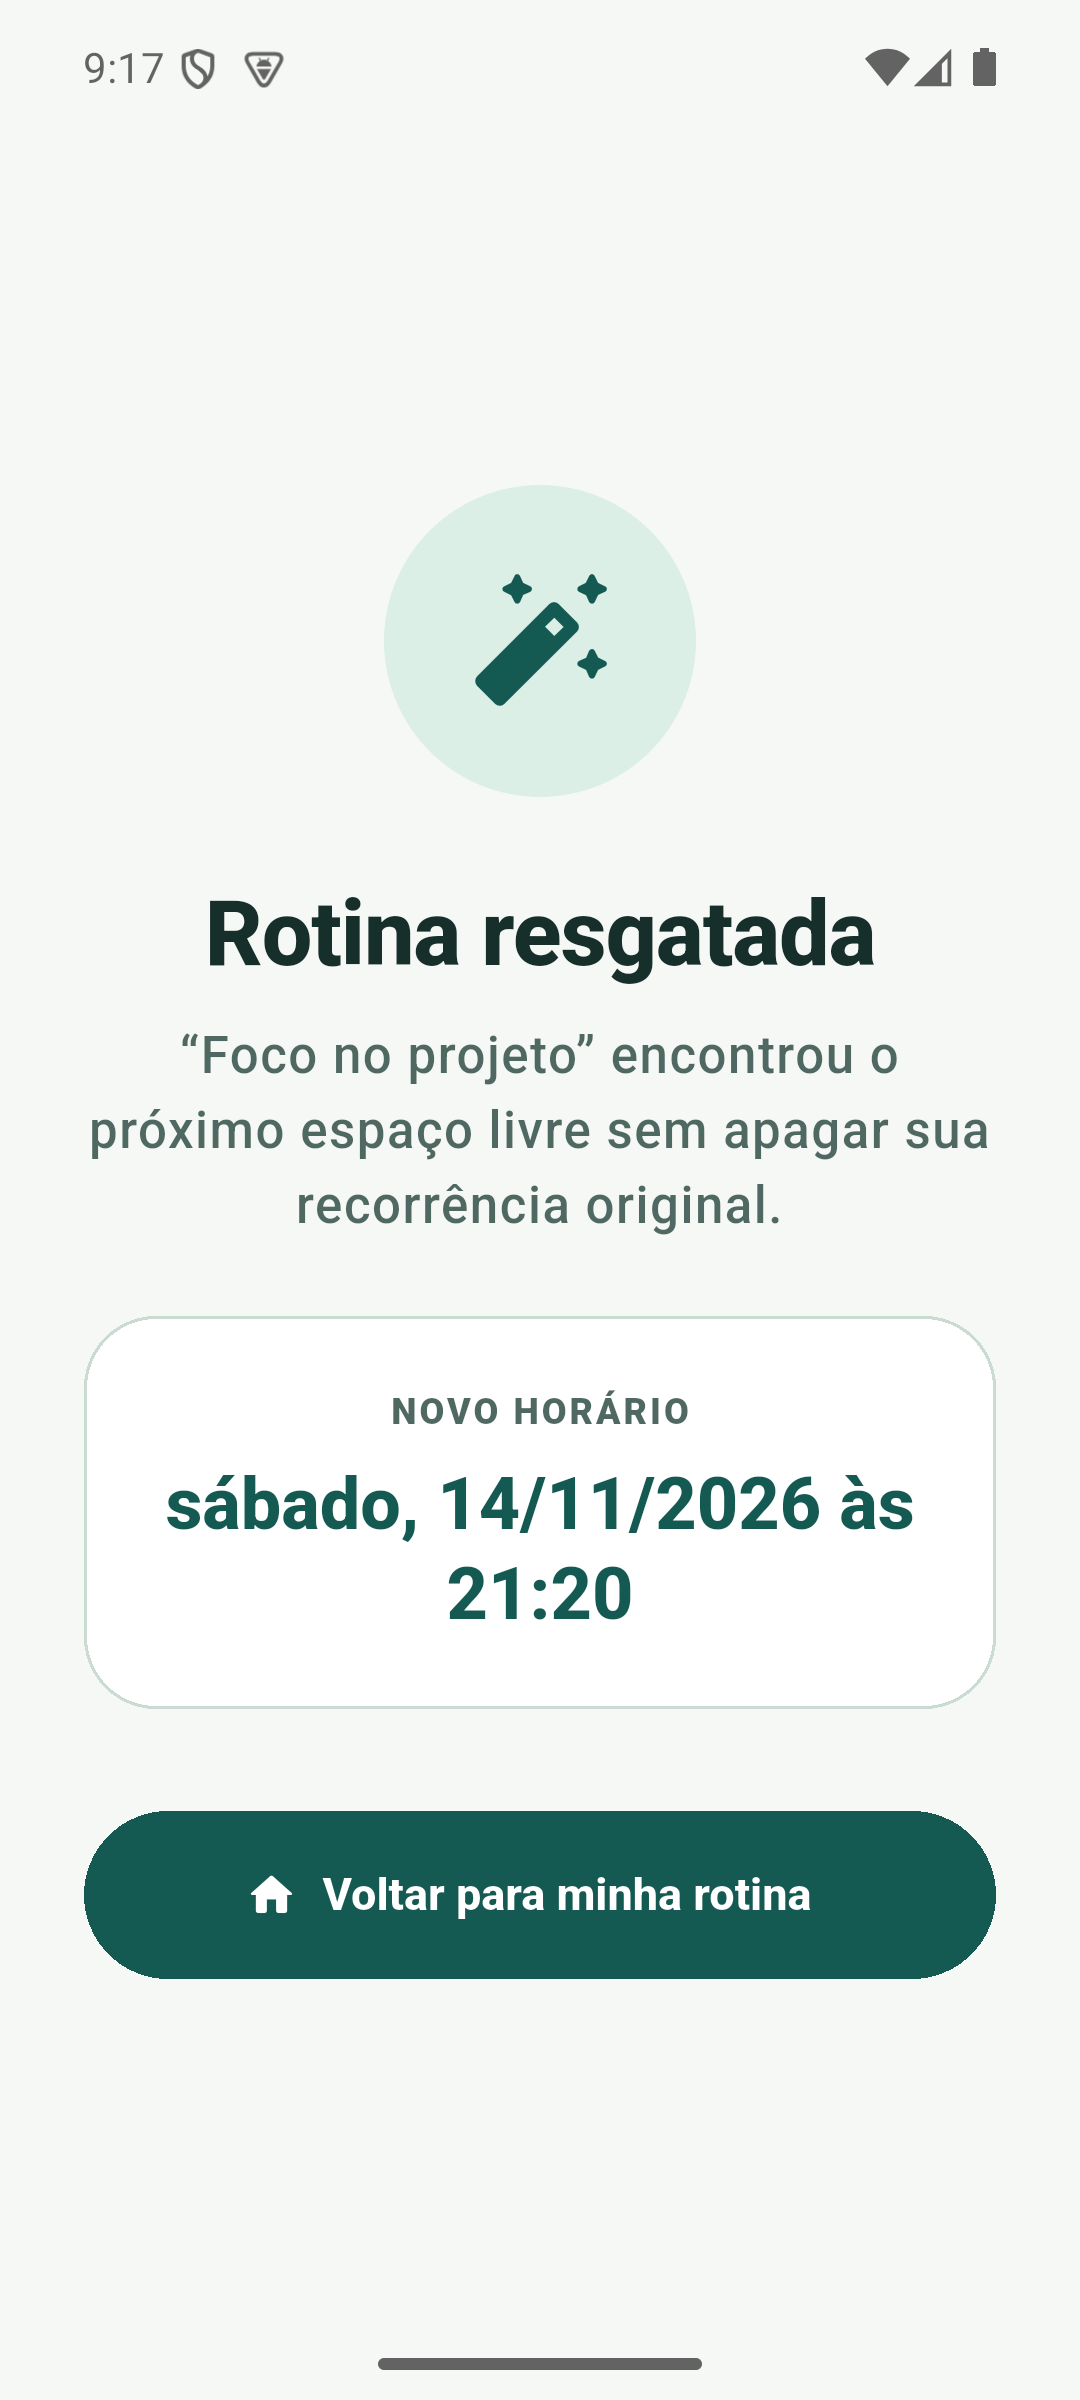 9:17
Rotina resgatada
“Foco no projeto” encontrou o
próximo espaço livre sem apagar sua
recorrência original.
NOVO HORÁRIO
sábado, 14/11/2026 às
21:20
Voltar para minha rotina